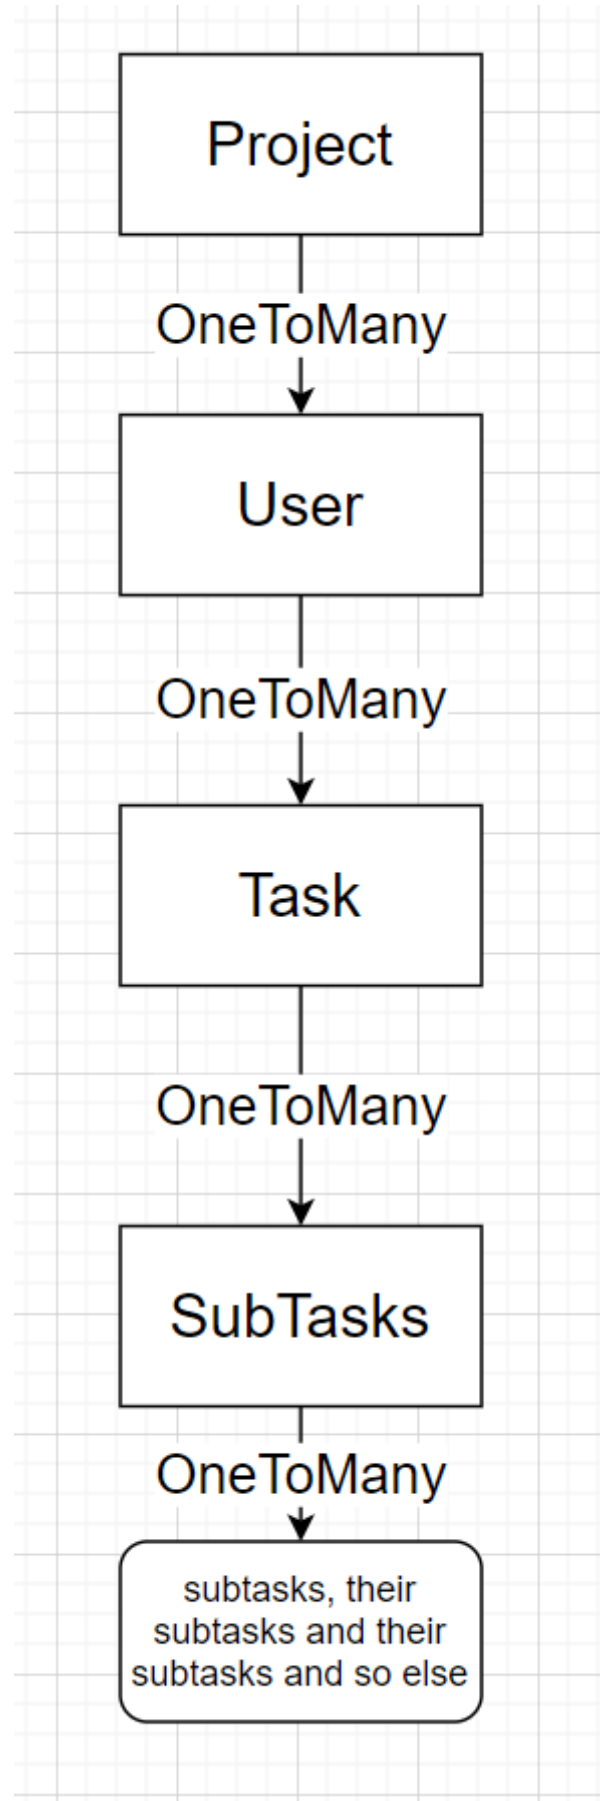 Project
OneToMany
User
OneToMany
Task
OneToMany
SubTasks
OneToMany
subtasks, their
subtasks and their
subtasks and so else